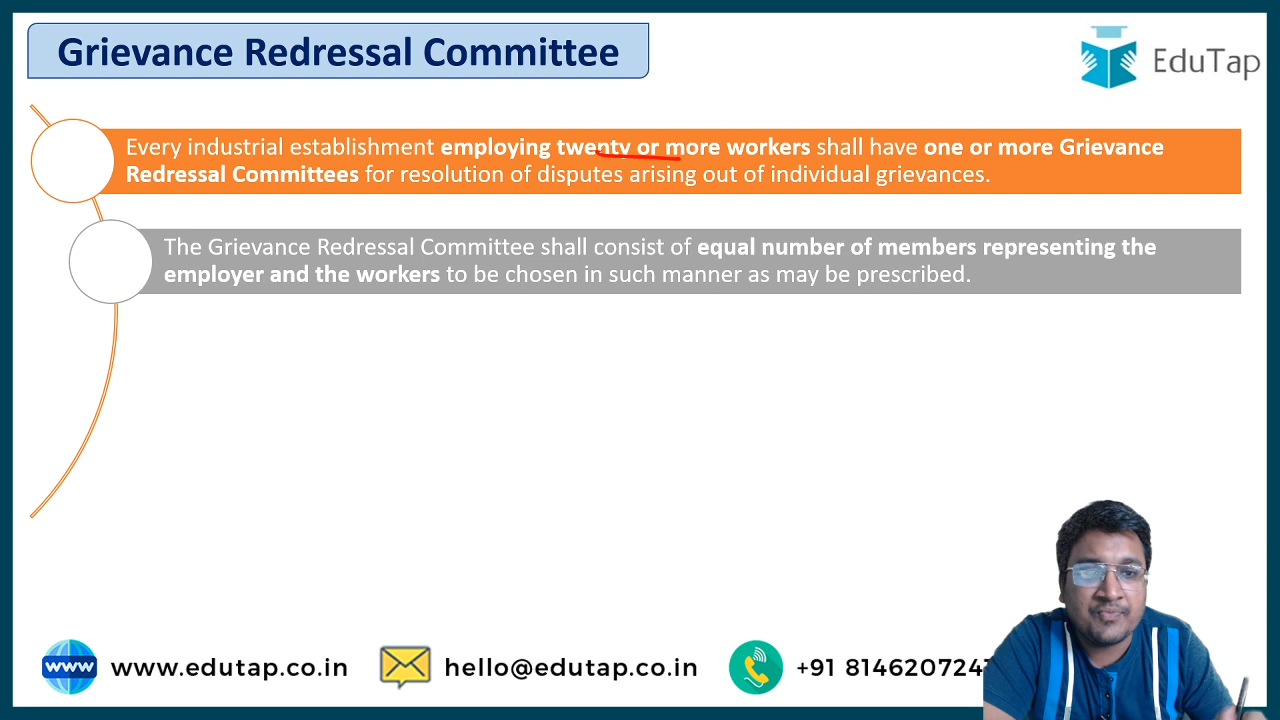 Grievance Redressal Committee
EduTap
Every industrial establishment employing twenty or more workers shall have one or more Grievance
Redressal Committees for resolution of disputes arising out of individual grievances.
The Grievance Redressal Committee shall consist of equal number of members representing the
employer and the workers to be chosen in such manner as may be prescribed.
www
www.edutap.co.in
hello@edutap.co.in
+91